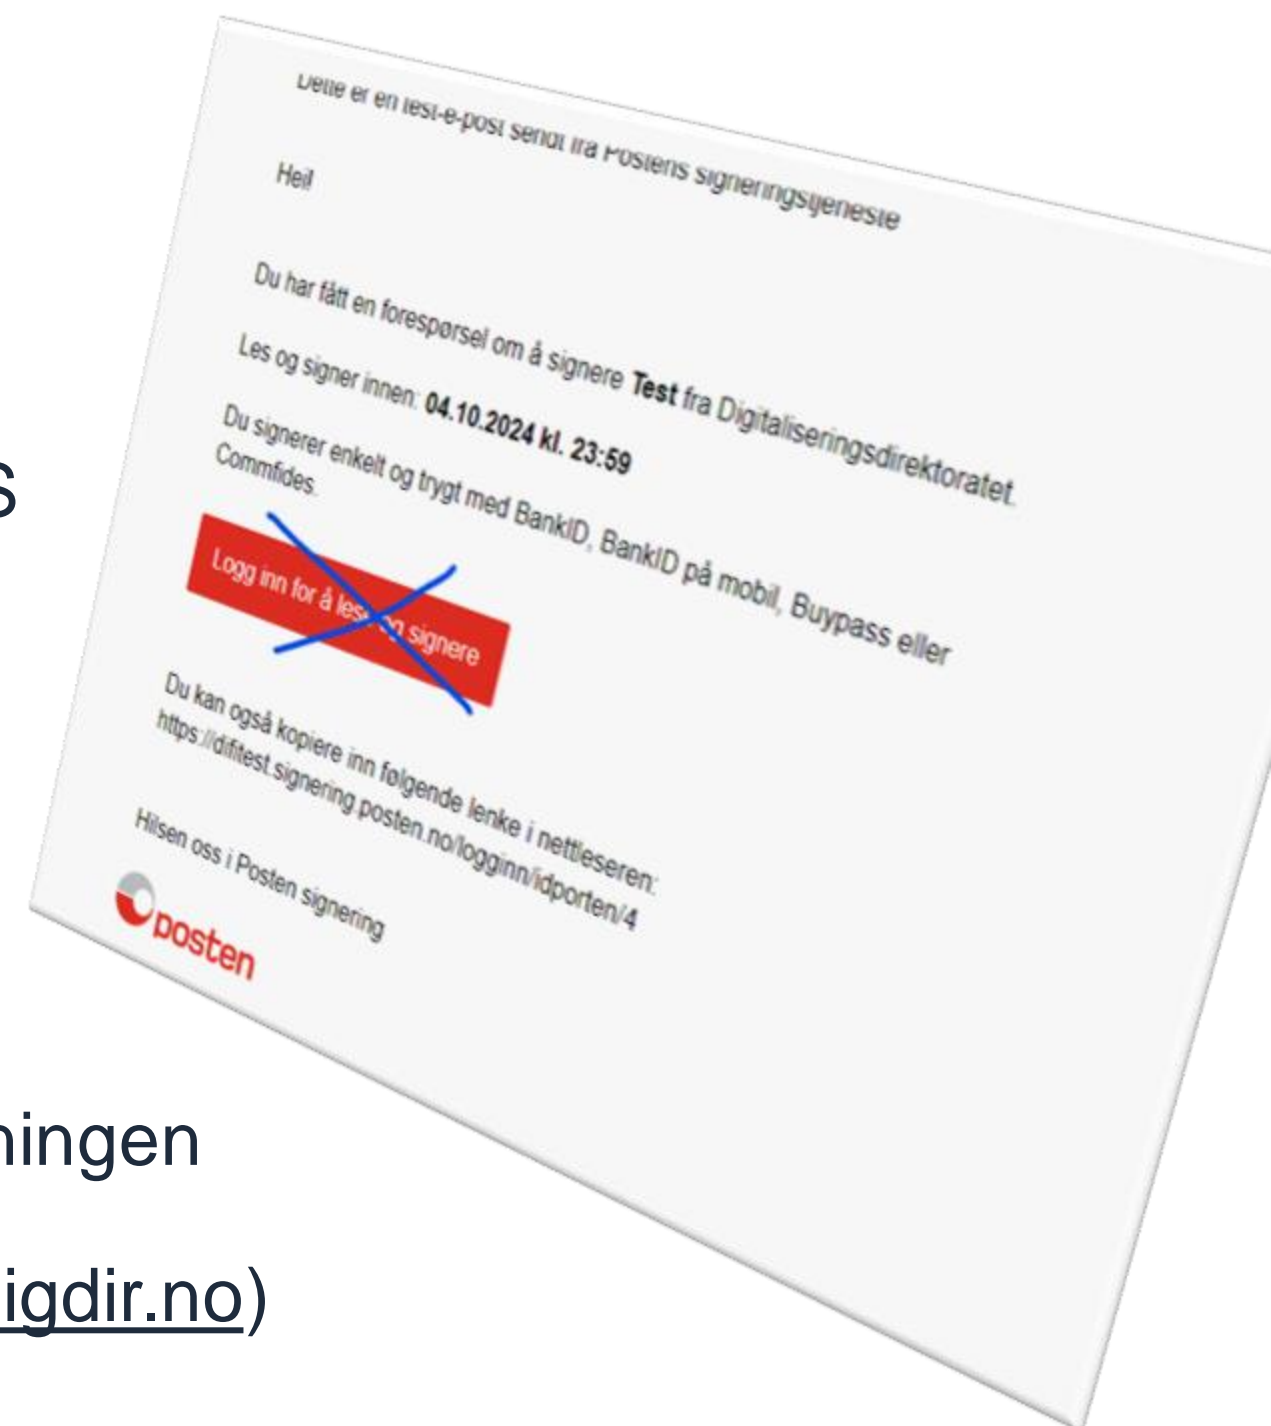 Dette er en test-e-post sendt fra Postens signeringstjeneste
Hei!
Du har fått en forespørsel om å signere Test fra Digitaliseringsdirektoratet.
Les og signer innen: 04.10.2024 kl. 23:59
Du signerer enkelt og trygt med BankID, BankID på mobil, Buypass eller
Commfides.
Logg inn for å lese og signere
Du kan også kopiere inn følgende lenke i nettleseren:
https://difitest.signering.posten.no/logginn/idporten/4
Hilsen oss i Posten signering
posten
s
ningen
igdir.no)